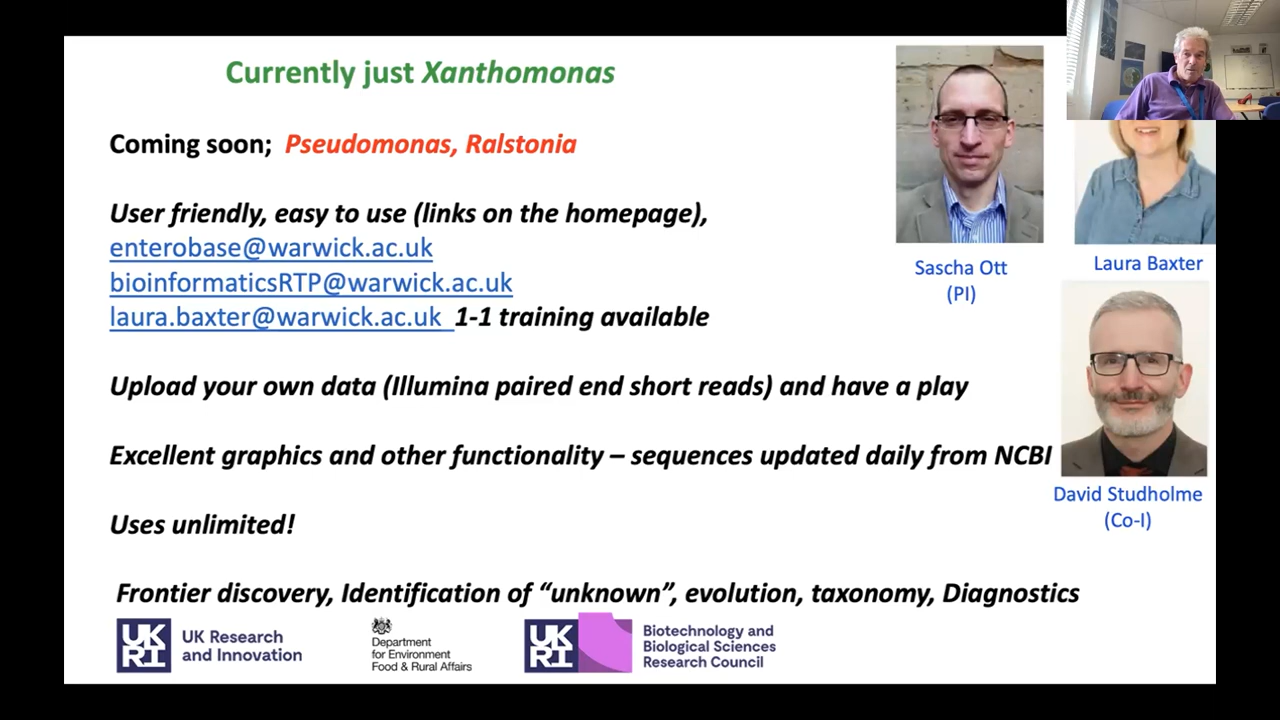 Currently just Xanthomonas
Coming soon; Pseudomonas, Ralstonia
User friendly, easy to use (links on the homepage),
enterobase@warwick.ac.uk
bioinformaticsRTP@warwick.ac.uk
laura.baxter@warwick.ac.uk 1-1 training available
Upload your own data (Illumina paired end short reads) and have a play
Excellent graphics and other functionality – sequences updated daily from NCBI
Uses unlimited!
Frontier discovery, Identification of “unknown”, evolution, taxonomy, Diagnostics
Sascha Ott
(PI)
Laura Baxter
David Studholme
(Co-I)
UK
RI
UK Research
and Innovation
Department
for Environment
Food & Rural Affairs
UK
RI
Biotechnology and
Biological Sciences
Research Council